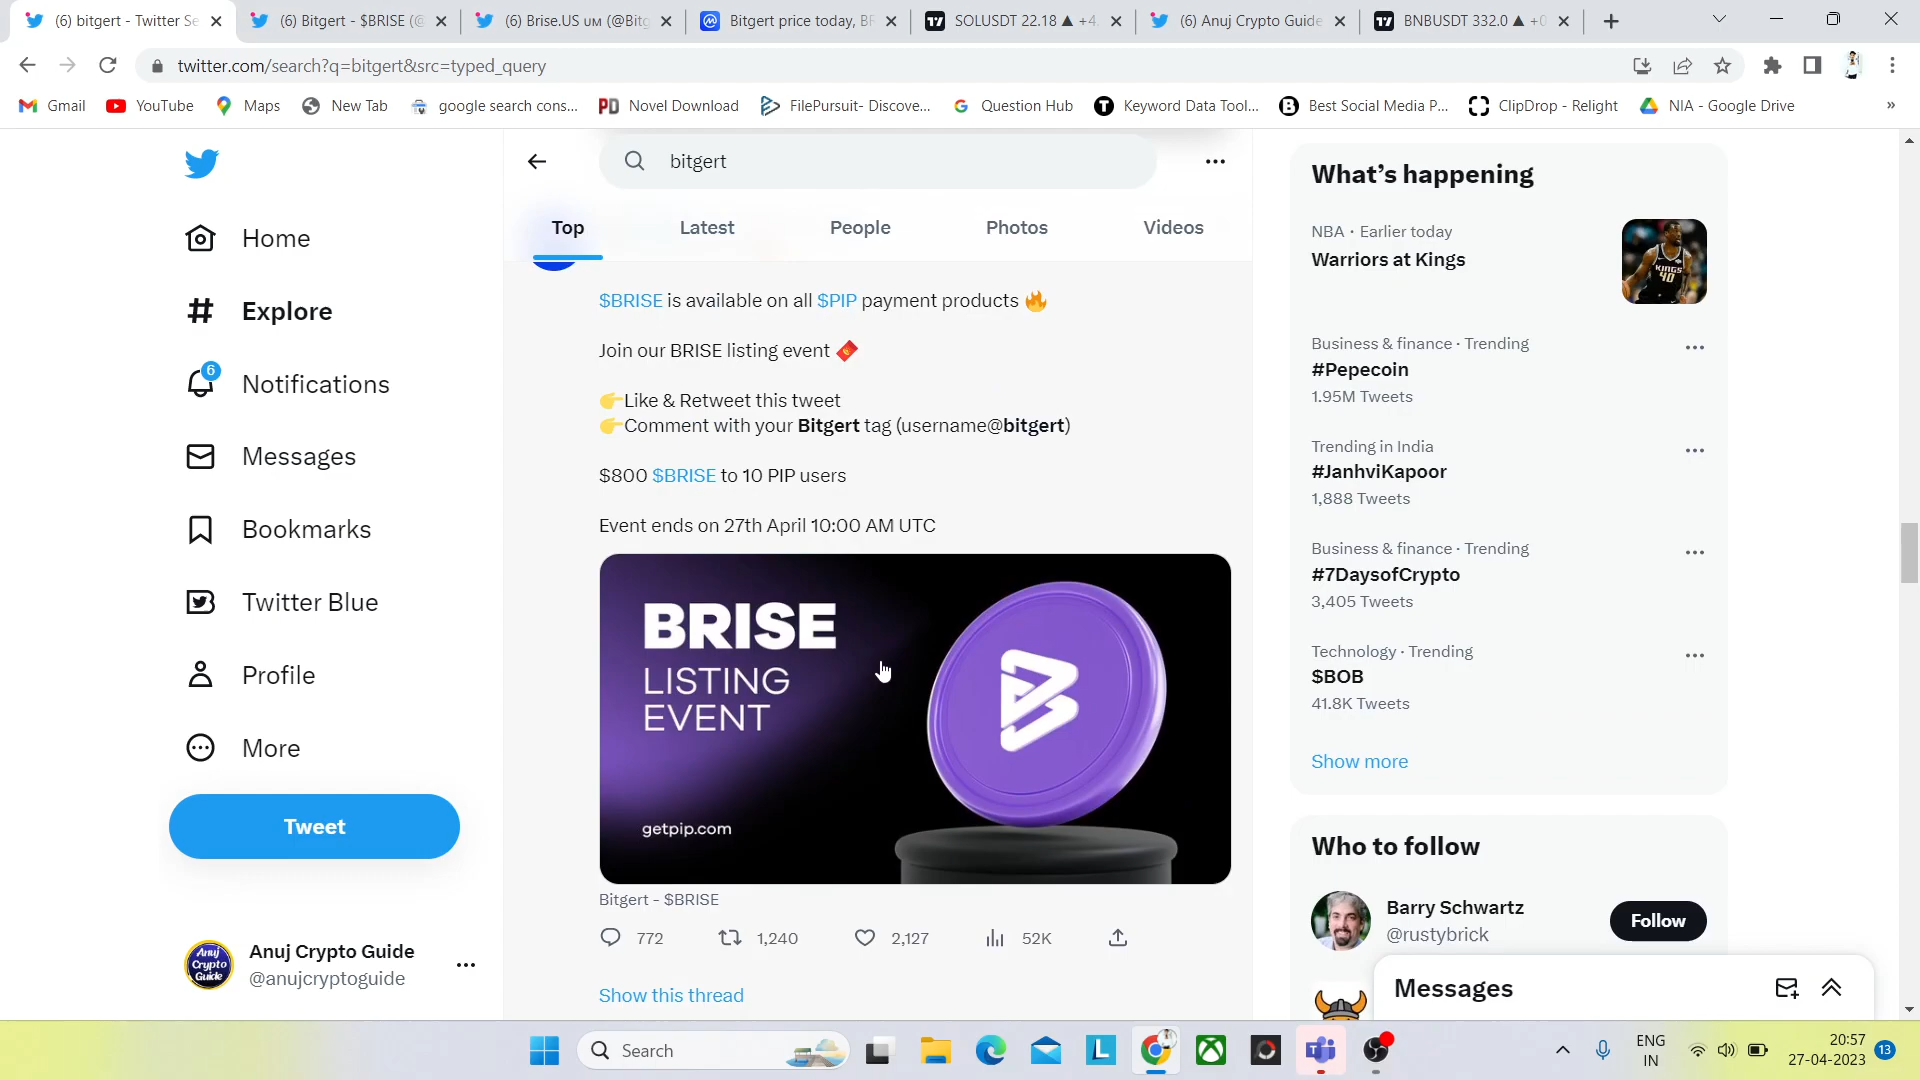 (6) bitgert - Twitter Se
(6) Bitgert - $BRISE (@
(6) Brise.US ᴜᴍ (@Bitg
Bitgert price today, BR
SOLUSDT 22.18 ▲ +4.
(6) Anuj Crypto Guide
BNBUSDT 332.0 ▲ +0
twitter.com/search?q=bitgert&src=typed_query
Gmail
YouTube
Maps
New Tab
google search cons...
Novel Download
FilePursuit- Discove...
Question Hub
Keyword Data Tool...
Best Social Media P...
ClipDrop - Relight
NIA - Google Drive
»
Home
Explore
6
Notifications
Messages
Bookmarks
Twitter Blue
Profile
More
Tweet
Anuj Crypto Guide
Anuj Crypto Guide
@anujcryptoguide
bitgert
Top
Latest
People
Photos
Videos
$BRISE is available on all $PIP payment products 🔥
Join our BRISE listing event 🧧
👉Like & Retweet this tweet
👉Comment with your Bitgert tag (username@bitgert)
$800 $BRISE to 10 PIP users
Event ends on 27th April 10:00 AM UTC
BRISE
LISTING
EVENT
getpip.com
Bitgert - $BRISE
772
1,240
2,127
52K
Show this thread
What's happening
NBA · Earlier today
Warriors at Kings
KINGS
40
Business & finance · Trending
#Pepecoin
1.95M Tweets
Trending in India
#JanhviKapoor
1,888 Tweets
Business & finance · Trending
#7DaysofCrypto
3,405 Tweets
Technology · Trending
$BOB
41.8K Tweets
Show more
Who to follow
Barry Schwartz
@rustybrick
Follow
Messages
Search
ENG
IN
20:57
27-04-2023
13